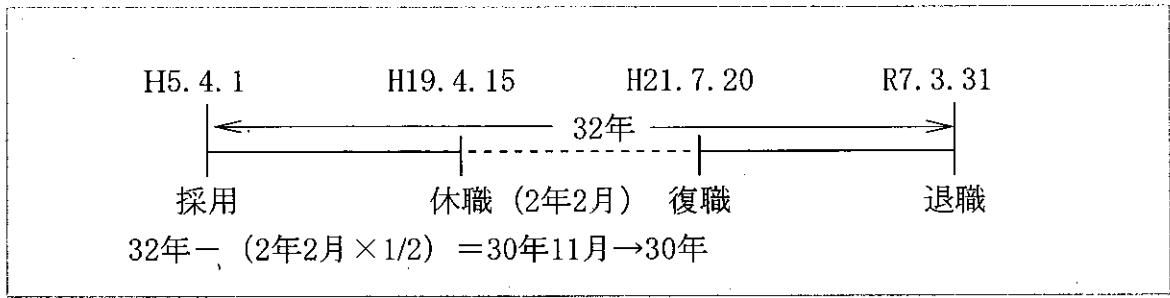 H5.4.1 H19.4.15 H21.7.20 R7.3.31
32年
採用 休職（2年2月） 復職 退職
32年－（2年2月×1/2）＝30年11月→30年